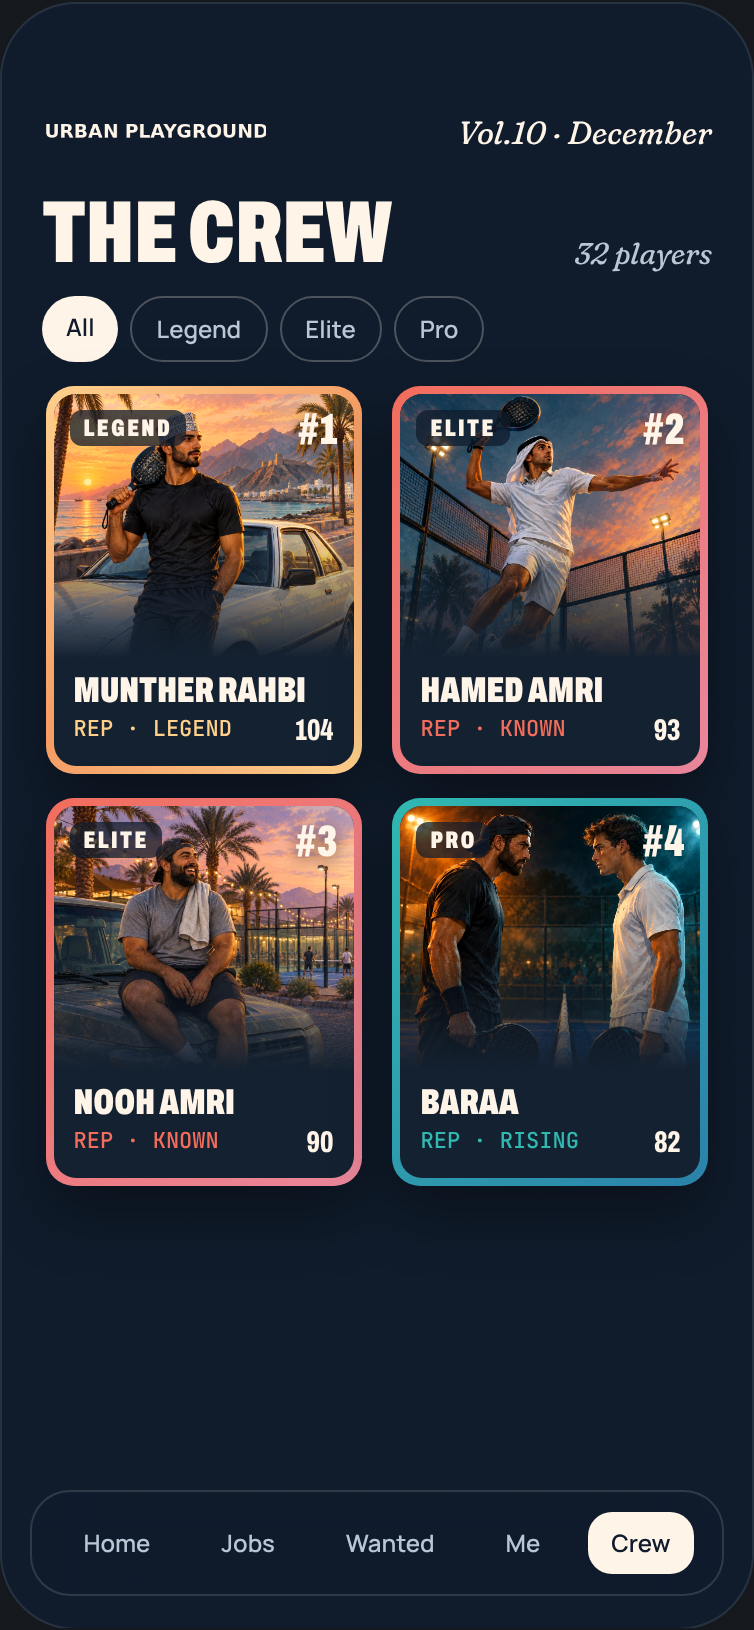 URBAN PLAYGROUND
Vol.10 · December
THE CREW
32 players
All Legend Elite Pro
LEGEND #1
MUNTHER RAHBI
REP · LEGEND 104
ELITE #2
HAMED AMRI
REP · KNOWN 93
ELITE #3
NOOH AMRI
REP · KNOWN 90
PRO #4
BARAA
REP · RISING 82
Home Jobs Wanted Me Crew